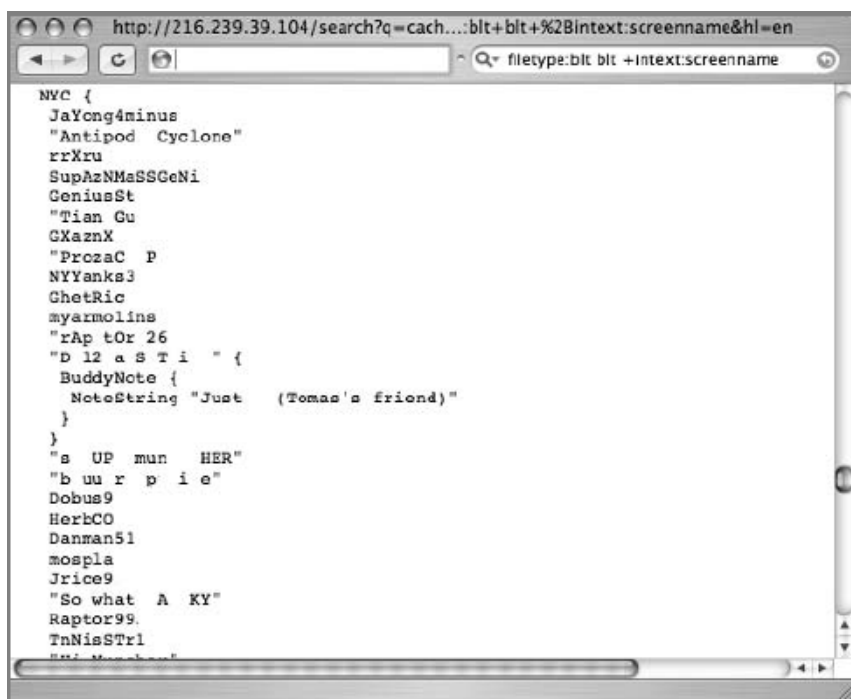 http://216.239.39.104/search?q=cach...:blt+blt+%2Bintext:screenname&hl=en
filetype:blt blt +intext:screenname
NYC {
JaYong4minus
"Antipod Cyclone"
rrXru
SupAzNMaSSGeNi
GeniusSt
"Tian Gu
GXaznX
"ProzaC P
NYYanks3
GhetRic
myarmolins
"rAp tOr 26
"D l2 a S T i " {
BuddyNote {
NoteString "Just (Tomas's friend)"
}
}
"s UP mun HER"
"b uu r p i e"
Dobus9
HerbCO
Danman51
mospla
Jrice9
"So what A KY"
Raptor99.
TnNisSTr1